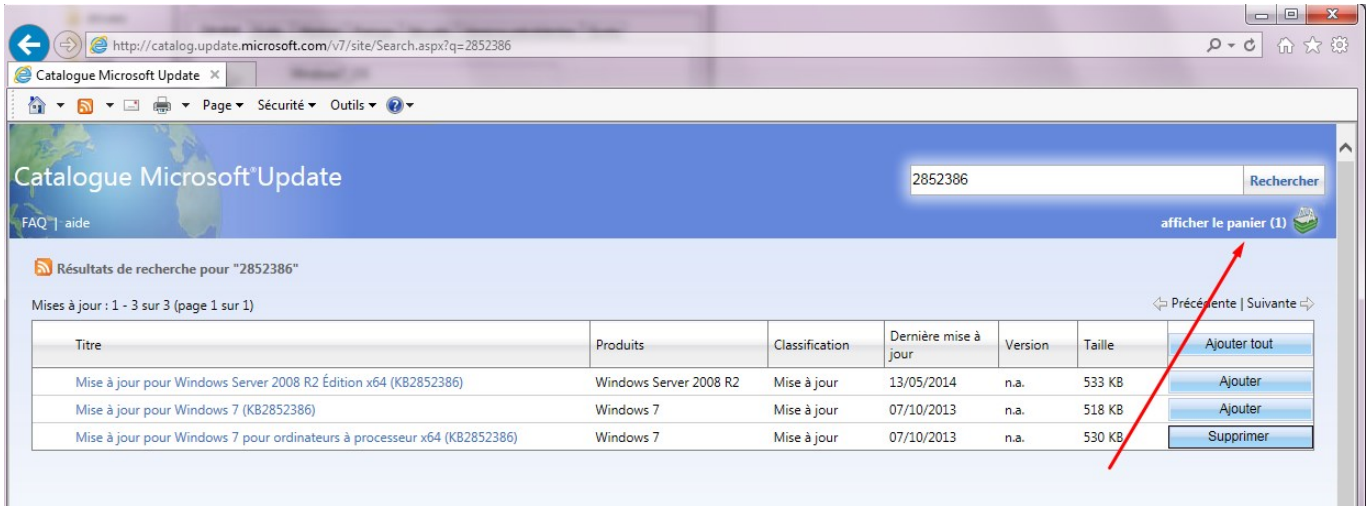 http://catalog.update.microsoft.com/v7/site/Search.aspx?q=2852386
Catalogue Microsoft Update
Page Sécurité Outils
Catalogue Microsoft®Update
2852386 Rechercher
FAQ | aide
afficher le panier (1)
Résultats de recherche pour "2852386"
Mises à jour : 1 - 3 sur 3 (page 1 sur 1)
Précédente | Suivante
Titre Produits Classification Dernière mise à jour Version Taille Ajouter tout
Mise à jour pour Windows Server 2008 R2 Édition x64 (KB2852386) Windows Server 2008 R2 Mise à jour 13/05/2014 n.a. 533 KB Ajouter
Mise à jour pour Windows 7 (KB2852386) Windows 7 Mise à jour 07/10/2013 n.a. 518 KB Ajouter
Mise à jour pour Windows 7 pour ordinateurs à processeur x64 (KB2852386) Windows 7 Mise à jour 07/10/2013 n.a. 530 KB Supprimer